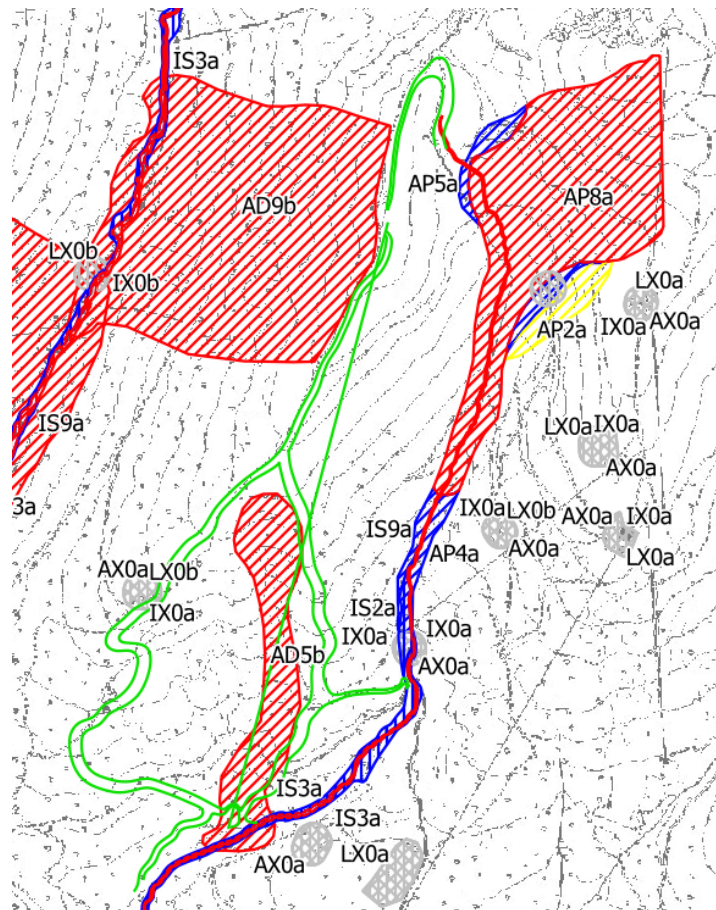 IS3a
AP5a
AP8a
AD9b
LX0b
IX0b
LX0a
IX0a
AX0a
AP2a
IS9a
LX0a
IX0a
AX0a
3a
IX0a
LX0b
AX0a
AX0a
IX0a
LX0a
IS9a
AP4a
AX0a
LX0b
IX0a
IS2a
IX0a
IX0a
AX0a
AD5b
IS3a
IS3a
AX0a
LX0a